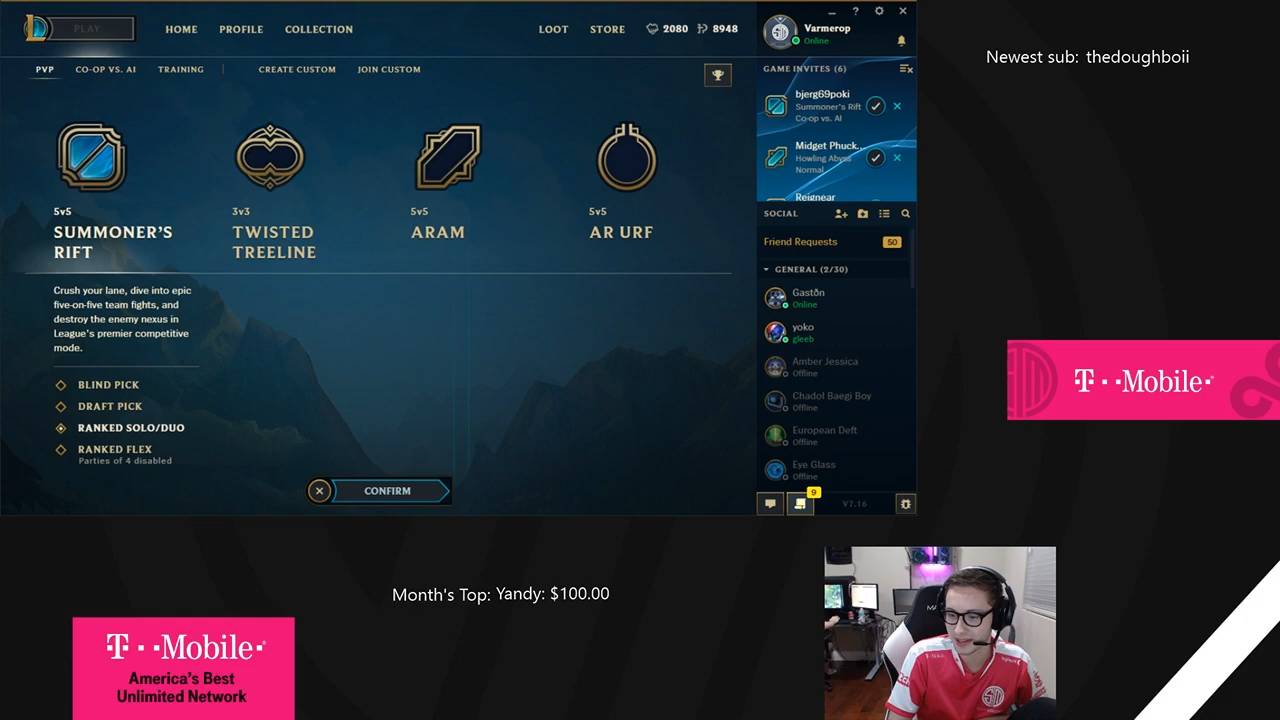 PLAY
HOME
PROFILE
COLLECTION
LOOT
STORE
2080
8948
Varmerop
Online
PVP
CO-OP VS. AI
TRAINING
CREATE CUSTOM
JOIN CUSTOM
GAME INVITES (6)
bjerg69poki
Summoner's Rift
Co-op vs. AI
Midget Phuck...
Howling Abyss
Normal
Reignear
5v5
SUMMONER'S
RIFT
3v3
TWISTED
TREELINE
5v5
ARAM
5v5
AR URF
Crush your lane, dive into epic
five-on-five team fights, and
destroy the enemy nexus in
League's premier competitive
mode.
BLIND PICK
DRAFT PICK
RANKED SOLO/DUO
RANKED FLEX
Parties of 4 disabled
CONFIRM
SOCIAL
Friend Requests
50
GENERAL (2/30)
Gastðn
Online
yoko
gleeb
Amber Jessica
Offline
Chadol Baegi Boy
Offline
European Deft
Offline
Eye Glass
Offline
9
V7.16
Newest sub: thedoughboii
T··Mobile·
Month's Top: Yandy: $100.00
T··Mobile·
America's Best
Unlimited Network